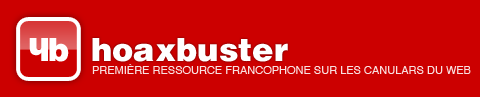 hb
hoaxbuster
PREMIÈRE RESSOURCE FRANCOPHONE SUR LES CANULARS DU WEB